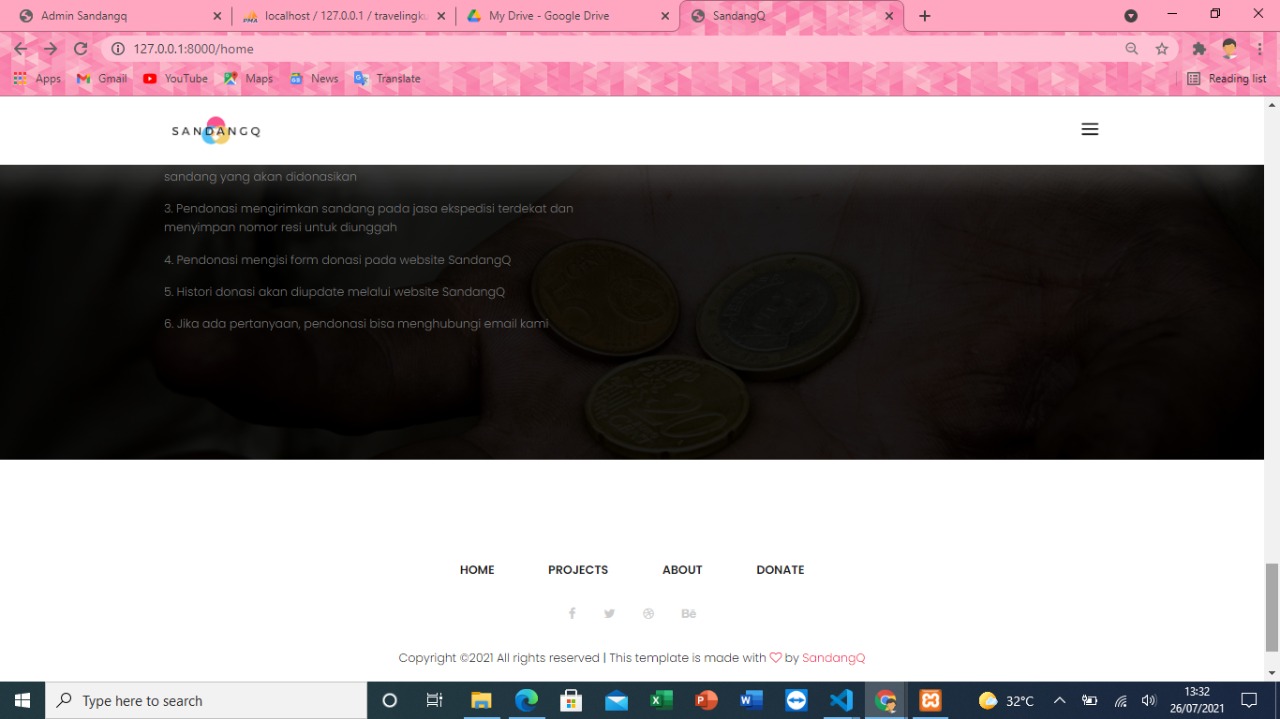 Admin Sandangq
localhost / 127.0.0.1 / travelingku
My Drive - Google Drive
SandangQ
127.0.0.1:8000/home
Apps
Gmail
YouTube
Maps
News
Translate
Reading list
SANDANGQ
sandang yang akan didonasikan
3. Pendonasi mengirimkan sandang pada jasa ekspedisi terdekat dan
menyimpan nomor resi untuk diunggah
4. Pendonasi mengisi form donasi pada website SandangQ
5. Histori donasi akan diupdate melalui website SandangQ
6. Jika ada pertanyaan, pendonasi bisa menghubungi email kami
HOME PROJECTS ABOUT DONATE
Copyright ©2021 All rights reserved | This template is made with ♡ by SandangQ
Type here to search
32°C
13:32
26/07/2021